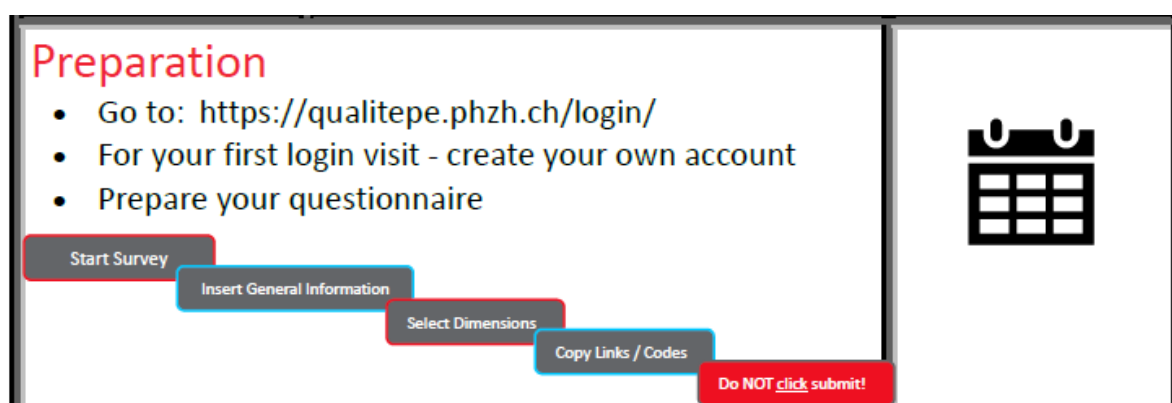 Preparation
• Go to: https://qualitepe.phzh.ch/login/
• For your first login visit - create your own account
• Prepare your questionnaire
Start Survey
Insert General Information
Select Dimensions
Copy Links / Codes
Do NOT click submit!